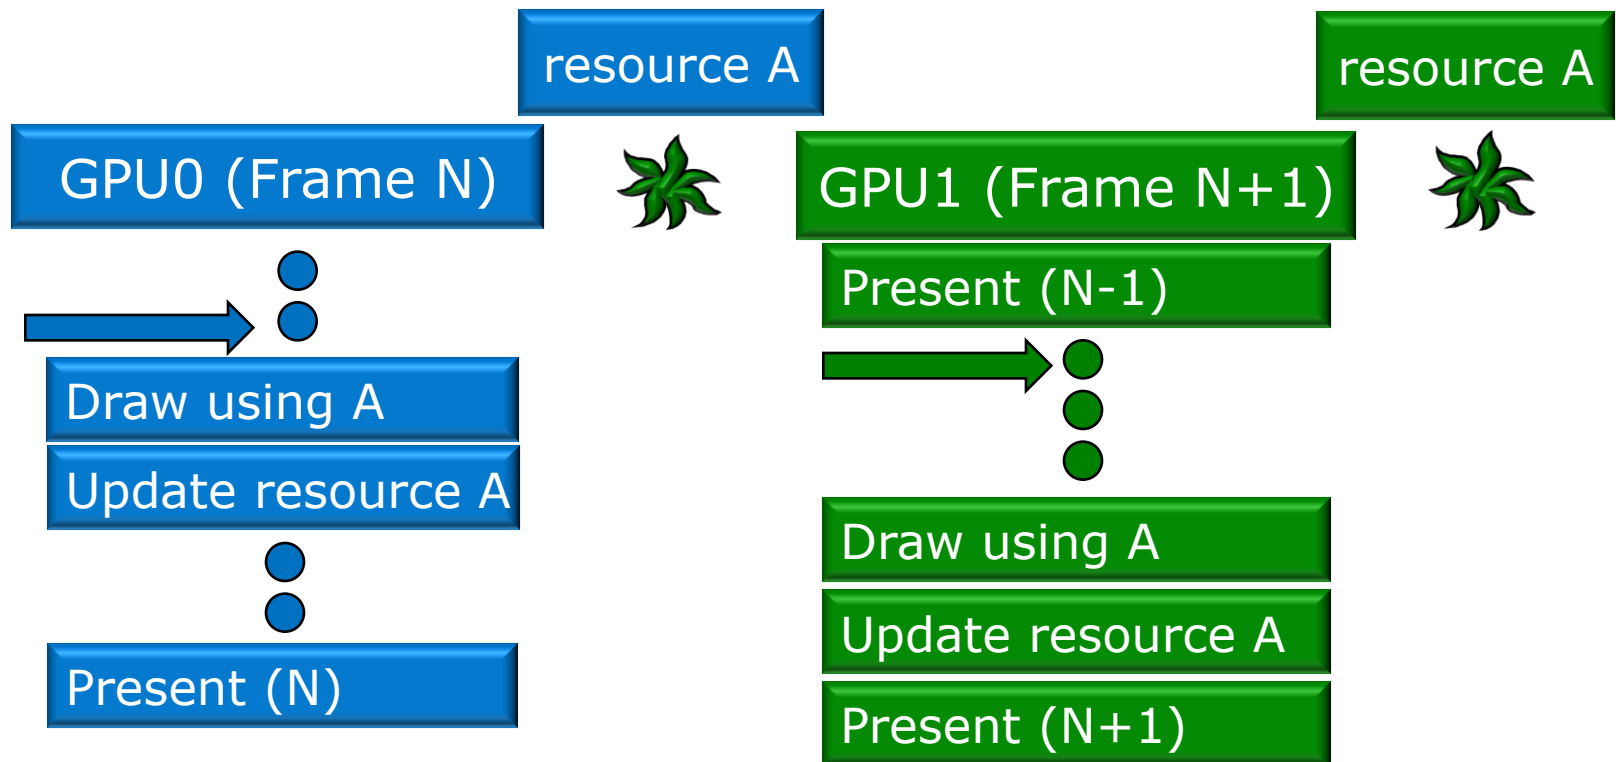 resource A
GPU0 (Frame N)
Draw using A
Update resource A
Present (N)
resource A
GPU1 (Frame N+1)
Present (N-1)
Draw using A
Update resource A
Present (N+1)